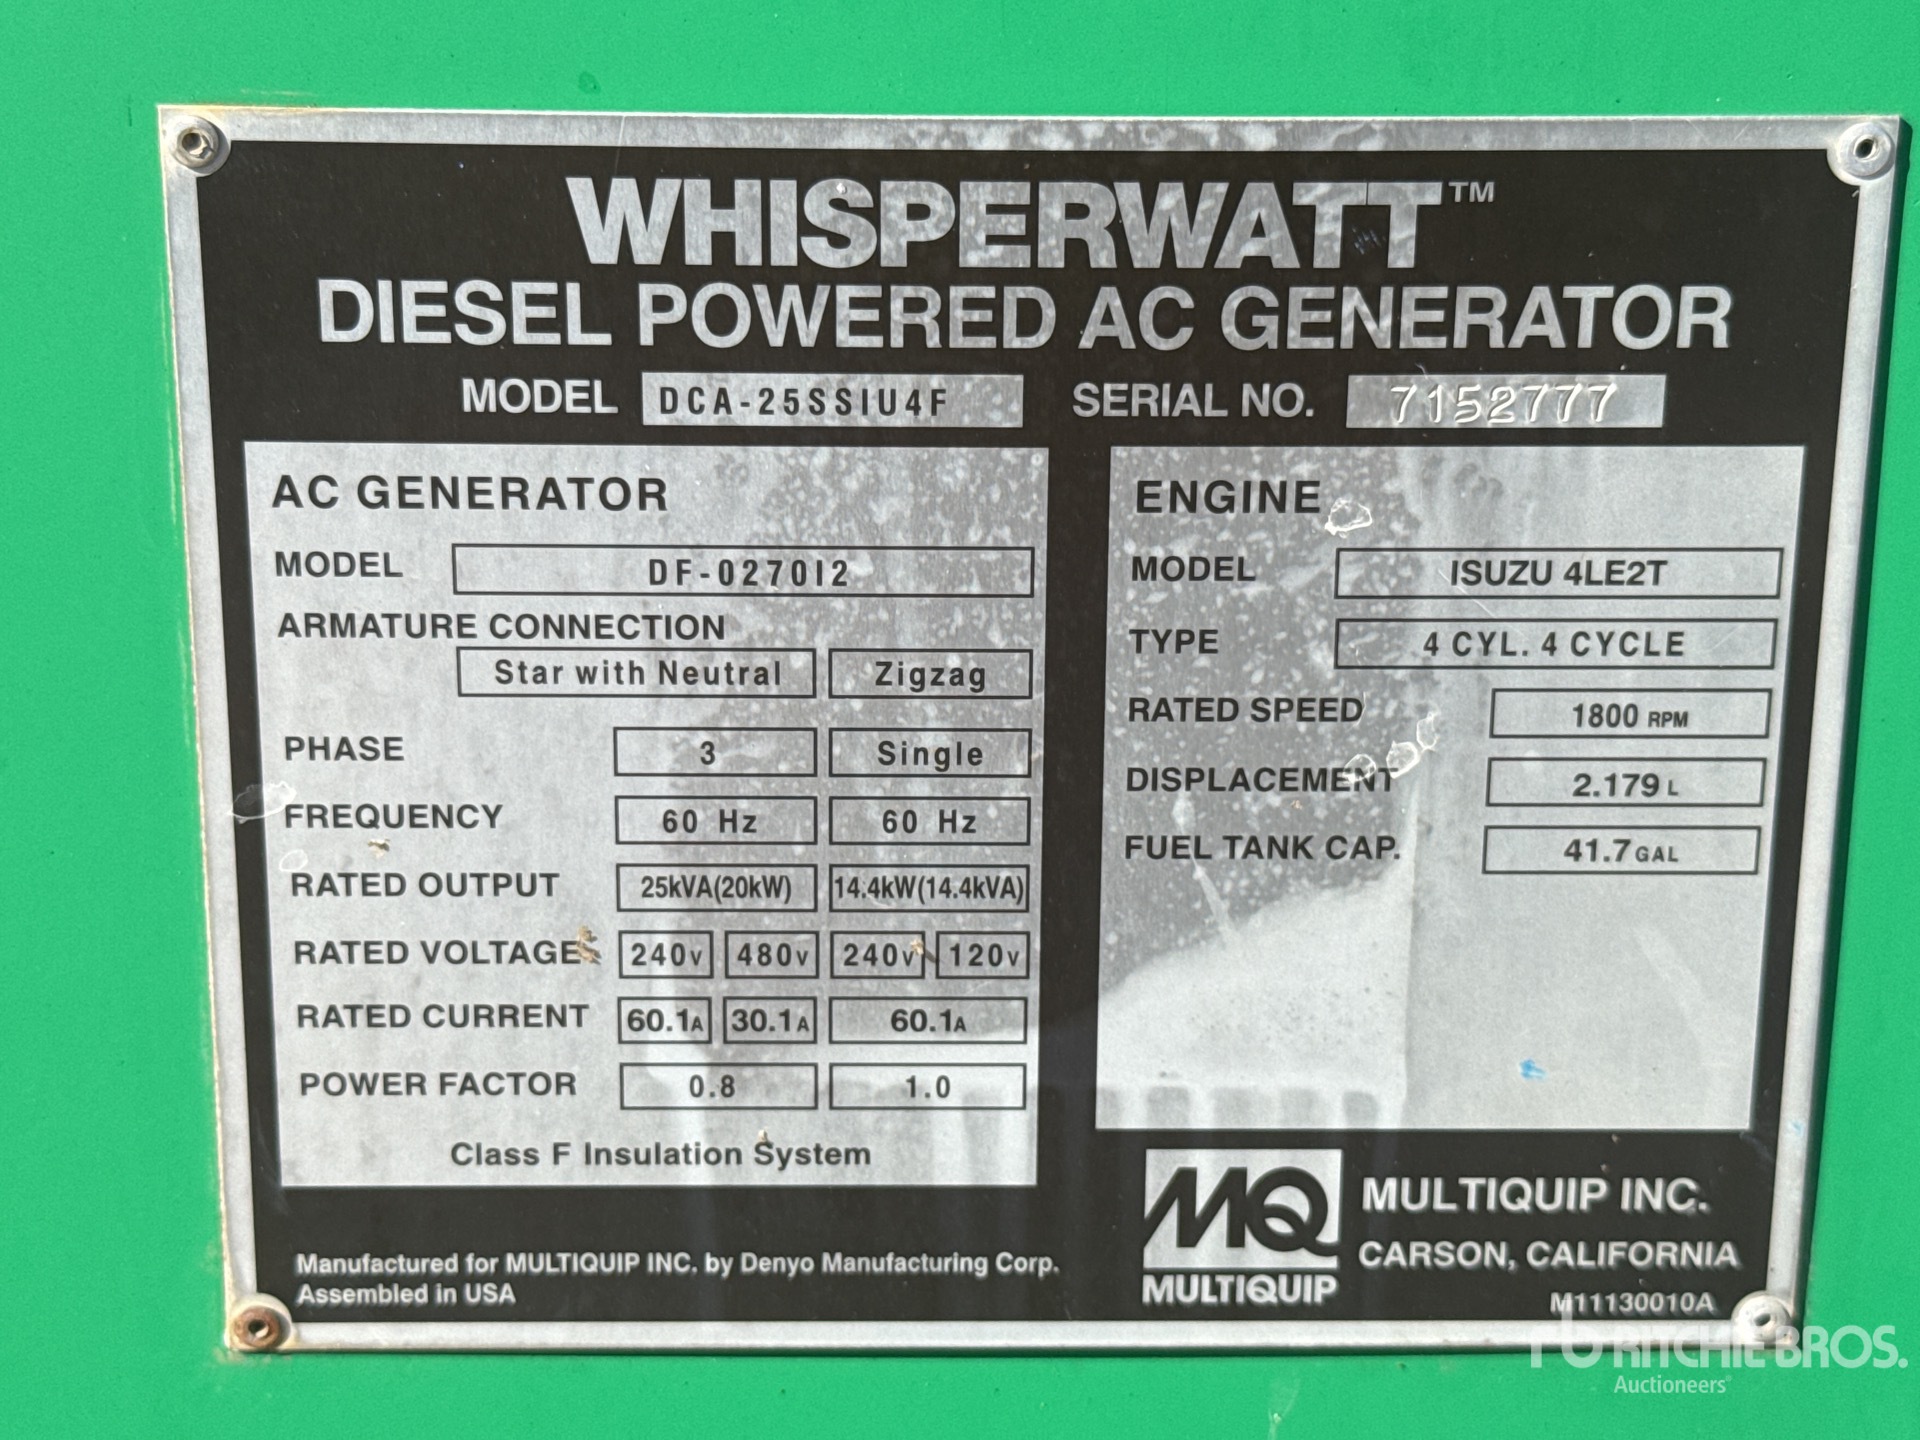 WHISPERWATT™
DIESEL POWERED AC GENERATOR
MODEL DCA-25SSIU4F SERIAL NO. 7152777
AC GENERATOR
MODEL DF-0270I2
ARMATURE CONNECTION
Star with Neutral Zigzag
PHASE 3 Single
FREQUENCY 60 Hz 60 Hz
RATED OUTPUT 25kVA(20kW) 14.4kW(14.4kVA)
RATED VOLTAGE 240V 480V 240V 120V
RATED CURRENT 60.1A 30.1A 60.1A
POWER FACTOR 0.8 1.0
Class F Insulation System
ENGINE
MODEL ISUZU 4LE2T
TYPE 4 CYL. 4 CYCLE
RATED SPEED 1800 RPM
DISPLACEMENT 2.179 L
FUEL TANK CAP. 41.7 GAL
Manufactured for MULTIQUIP INC. by Denyo Manufacturing Corp.
Assembled in USA
MQ
MULTIQUIP
MULTIQUIP INC.
CARSON, CALIFORNIA
M11130010A
RITCHIE BROS.
Auctioneers